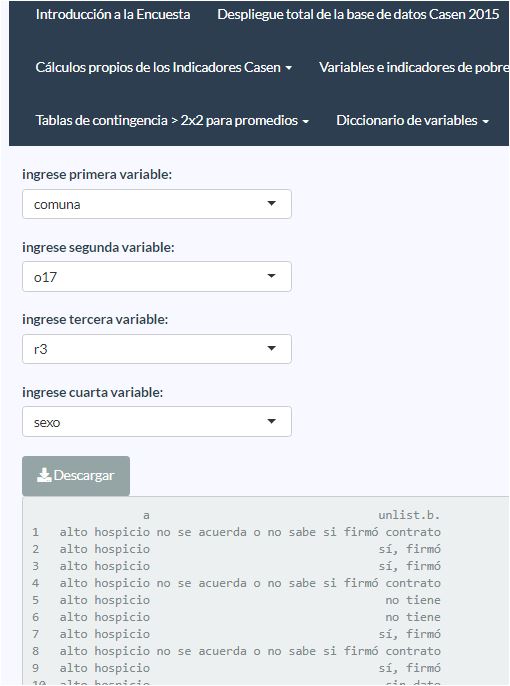 Introducción a la Encuesta Despliegue total de la base de datos Casen 2015
Cálculos propios de los Indicadores Casen Variables e indicadores de pobre
Tablas de contingencia > 2x2 para promedios Diccionario de variables
ingrese primera variable:
comuna
ingrese segunda variable:
o17
ingrese tercera variable:
r3
ingrese cuarta variable:
sexo
Descargar
a unlist.b.
1 alto hospicio no se acuerda o no sabe si firmó contrato
2 alto hospicio sí, firmó
3 alto hospicio sí, firmó
4 alto hospicio no se acuerda o no sabe si firmó contrato
5 alto hospicio no tiene
6 alto hospicio no tiene
7 alto hospicio sí, firmó
8 alto hospicio no se acuerda o no sabe si firmó contrato
9 alto hospicio sí, firmó
10 alto hospicio sin dato